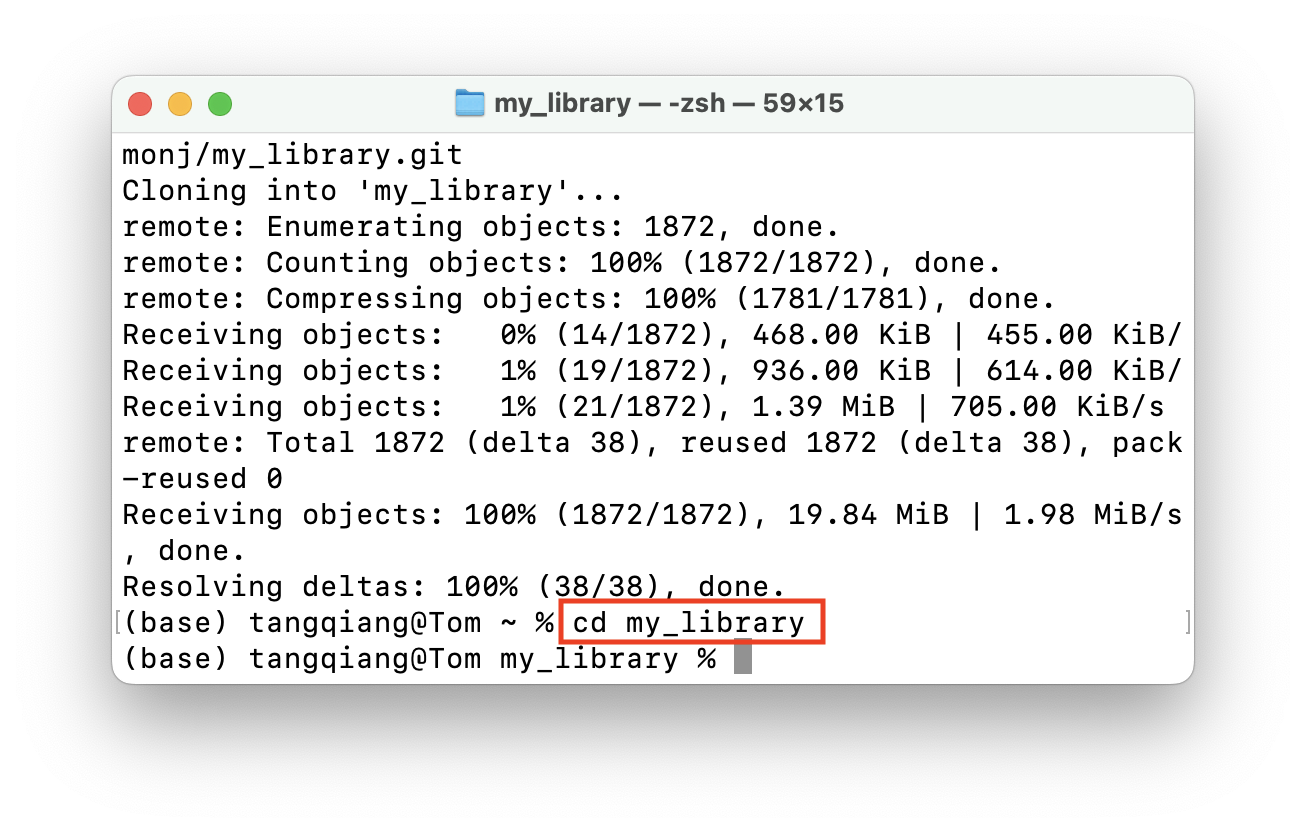 my_library — -zsh — 59×15
monj/my_library.git
Cloning into 'my_library'...
remote: Enumerating objects: 1872, done.
remote: Counting objects: 100% (1872/1872), done.
remote: Compressing objects: 100% (1781/1781), done.
Receiving objects:   0% (14/1872), 468.00 KiB | 455.00 KiB/
Receiving objects:   1% (19/1872), 936.00 KiB | 614.00 KiB/
Receiving objects:   1% (21/1872), 1.39 MiB | 705.00 KiB/s
remote: Total 1872 (delta 38), reused 1872 (delta 38), pack
-reused 0
Receiving objects: 100% (1872/1872), 19.84 MiB | 1.98 MiB/s
, done.
Resolving deltas: 100% (38/38), done.
[(base) tangqiang@Tom ~ % cd my_library ]
(base) tangqiang@Tom my_library %